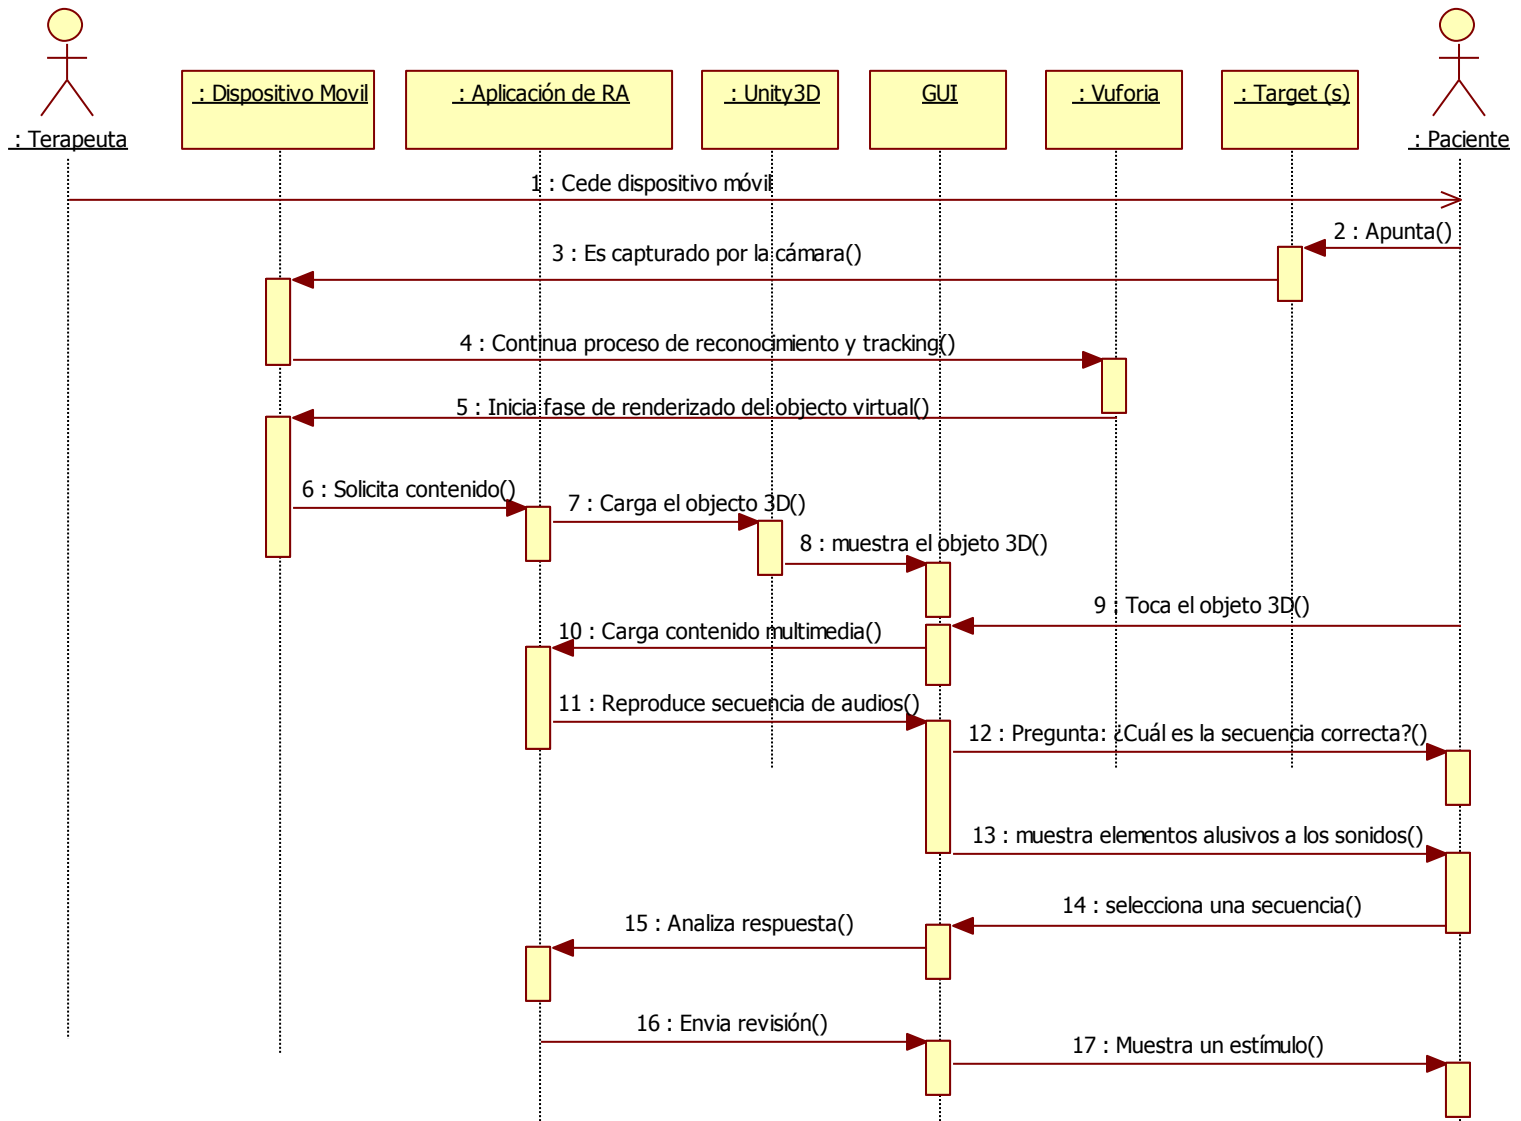 : Terapeuta
: Dispositivo Movil
: Aplicación de RA
: Unity3D
GUI
: Vuforia
: Target (s)
: Paciente
1 : Cede dispositivo móvil
2 : Apunta()
3 : Es capturado por la cámara()
4 : Continua proceso de reconocimiento y tracking()
5 : Inicia fase de renderizado del objecto virtual()
6 : Solicita contenido()
7 : Carga el objecto 3D()
8 : muestra el objeto 3D()
9 : Toca el objeto 3D()
10 : Carga contenido multimedia()
11 : Reproduce secuencia de audios()
12 : Pregunta: ¿Cuál es la secuencia correcta?()
13 : muestra elementos alusivos a los sonidos()
14 : selecciona una secuencia()
15 : Analiza respuesta()
16 : Envia revisión()
17 : Muestra un estímulo()